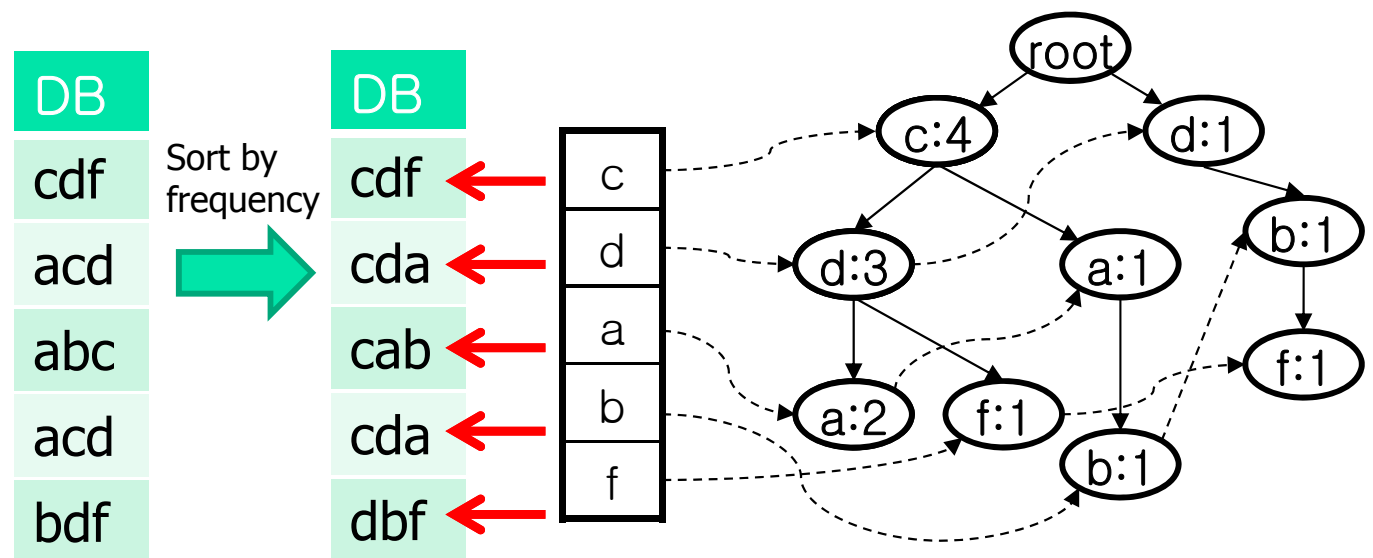 DB
cdf
acd
abc
acd
bdf
Sort by
frequency
DB
cdf
cda
cab
cda
dbf
c
d
a
b
f
root
c:4
d:1
d:3
a:1
b:1
a:2
f:1
b:1
f:1